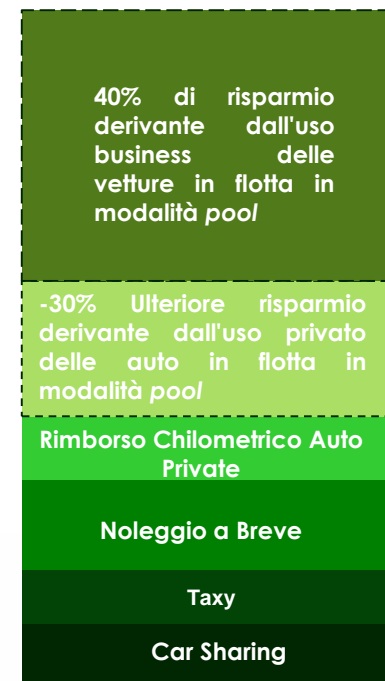 40% di risparmio
derivante dall'uso
business delle
vetture in flotta in
modalità pool
-30% Ulteriore risparmio
derivante dall'uso privato
delle auto in flotta in
modalità pool
Rimborso Chilometrico Auto
Private
Noleggio a Breve
Taxy
Car Sharing